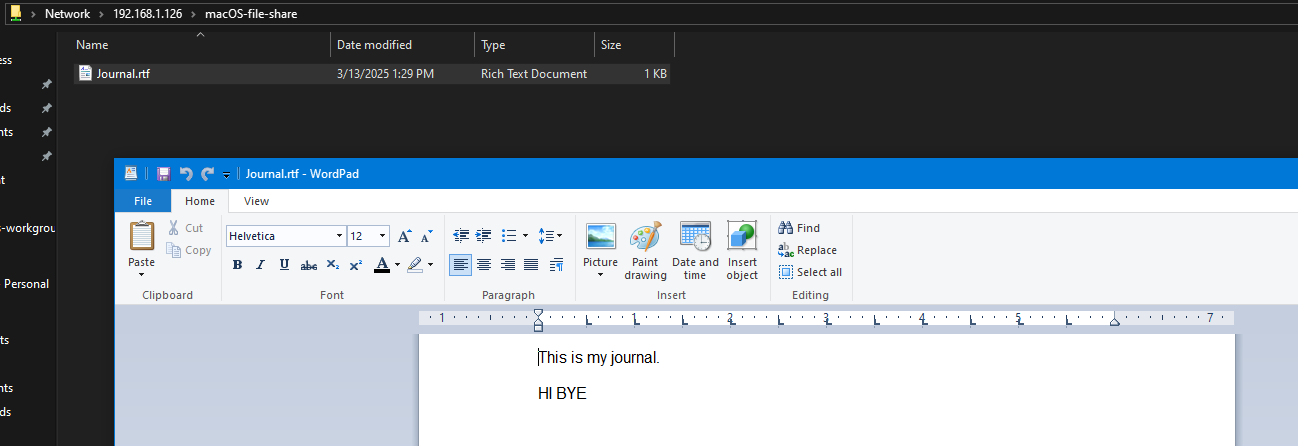 Network > 192.168.1.126 > macOS-file-share
Name Date modified Type Size
ess
Journal.rtf 3/13/2025 1:29 PM Rich Text Document 1 KB
ds
nts
t
s-workgrou
Personal
ts
nts
ds
Journal.rtf - WordPad
File Home View
Cut
Copy
Paste
Clipboard
Helvetica 12 A A
B I U abc X₂ X² A
Font
Paragraph
Picture
Paint drawing
Date and time
Insert object
Insert
Find
Replace
Select all
Editing
1 1 2 3 4 5 7
This is my journal.
HI BYE